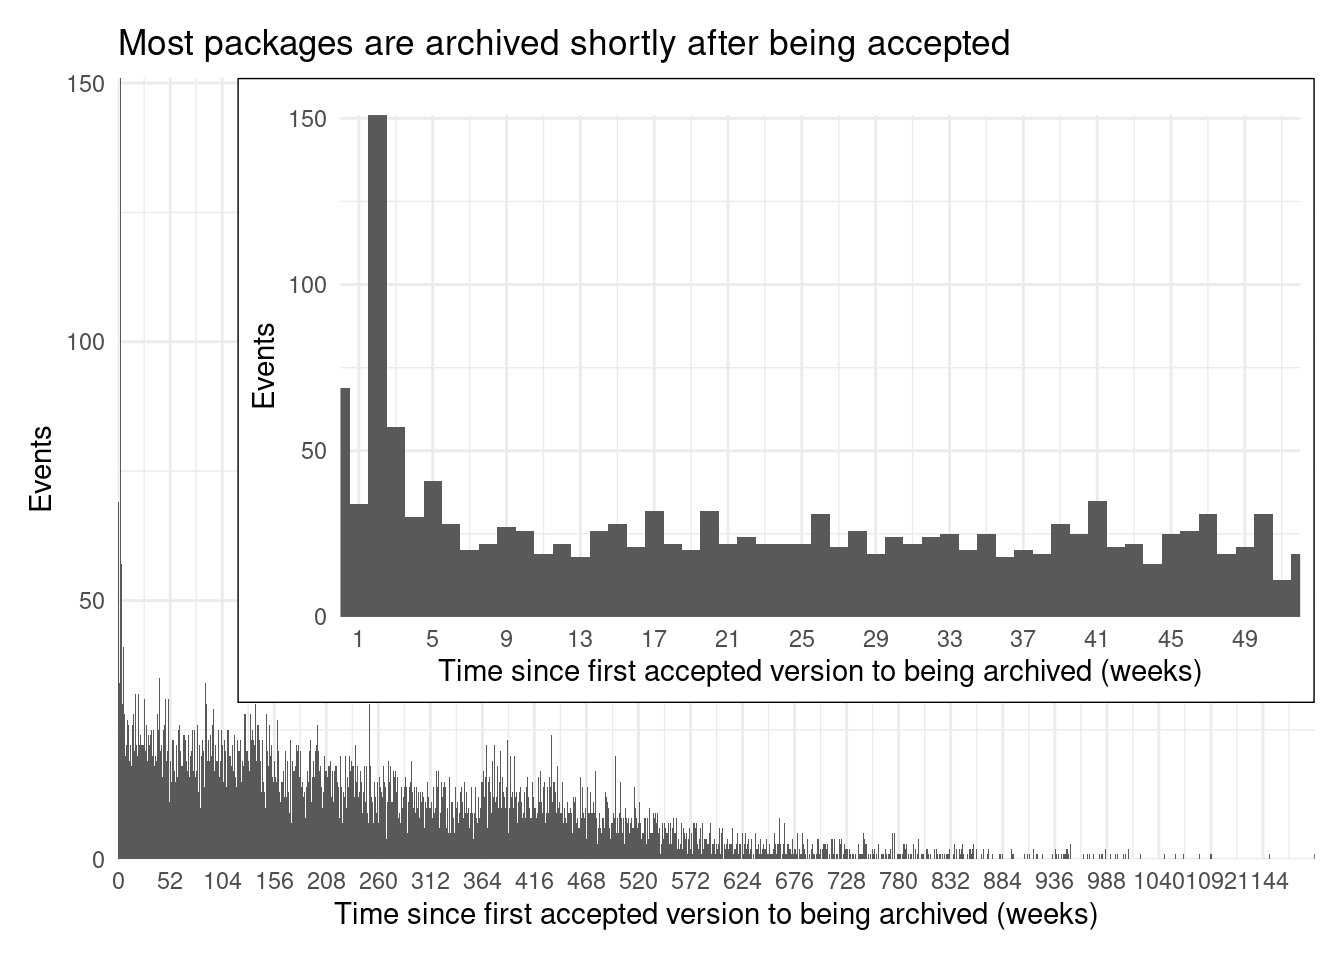 Most packages are archived shortly after being accepted
150
100
50
0
Events
0 52 104 156 208 260 312 364 416 468 520 572 624 676 728 780 832 884 936 988 1040 1092 1144
Time since first accepted version to being archived (weeks)
150
100
50
0
Events
1 5 9 13 17 21 25 29 33 37 41 45 49
Time since first accepted version to being archived (weeks)